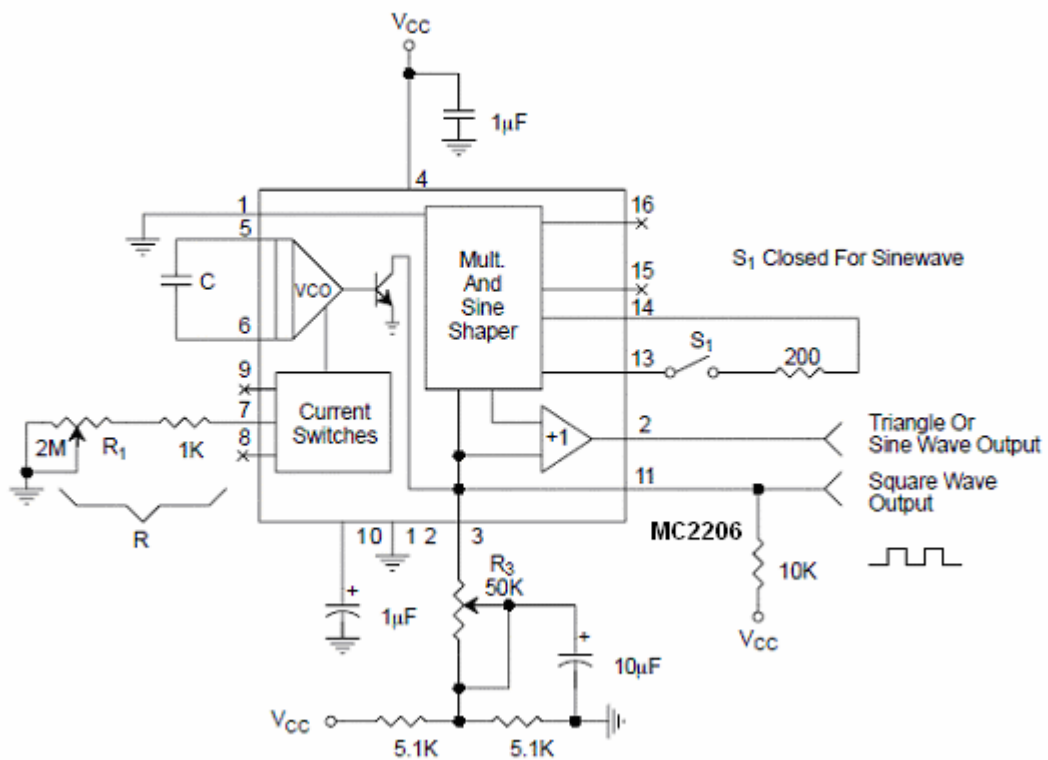 VCC
1μF
4
1
16
5
S1 Closed For Sinewave
Mult.
And
Sine
Shaper
15
C
VCO
14
6
S1
13
200
9
Current
Switches
7
2M
R1
1K
8
+1
2
Triangle Or
Sine Wave Output
11
Square Wave
Output
R
10
1 2
3
MC2206
R3
50K
10K
1μF
+
VCC
+
10μF
VCC
5.1K
5.1K